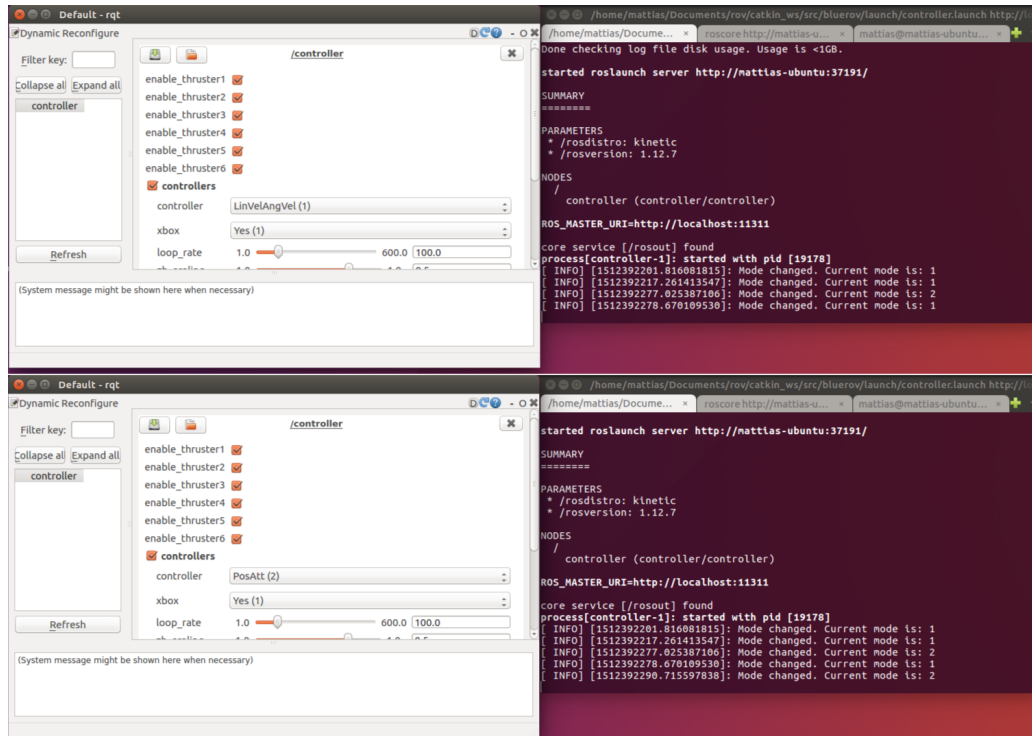 Default - rqt
Dynamic Reconfigure
D
- O
Filter key:
Collapse all Expand all
controller
Refresh
/controller
enable_thruster1
enable_thruster2
enable_thruster3
enable_thruster4
enable_thruster5
enable_thruster6
controllers
controller LinVelAngVel (1)
xbox Yes (1)
loop_rate 1.0 600.0 100.0
(System message might be shown here when necessary)
/home/mattias/Documents/rov/catkin_ws/src/bluerov/launch/controller.launch http://
/home/mattias/Docume... × roscore http://mattias-u... × mattias@mattias-ubuntu... ×
Done checking log file disk usage. Usage is <1GB.
started roslaunch server http://mattias-ubuntu:37191/
SUMMARY
========
PARAMETERS
* /rosdistro: kinetic
* /rosversion: 1.12.7
NODES
/
controller (controller/controller)
ROS_MASTER_URI=http://localhost:11311
core service [/rosout] found
process[controller-1]: started with pid [19178]
[ INFO] [1512392201.816081815]: Mode changed. Current mode is: 1
[ INFO] [1512392217.261413547]: Mode changed. Current mode is: 1
[ INFO] [1512392277.025387106]: Mode changed. Current mode is: 2
[ INFO] [1512392278.670109530]: Mode changed. Current mode is: 1
Default - rqt
Dynamic Reconfigure
D
- O
Filter key:
Collapse all Expand all
controller
Refresh
/controller
enable_thruster1
enable_thruster2
enable_thruster3
enable_thruster4
enable_thruster5
enable_thruster6
controllers
controller PosAtt (2)
xbox Yes (1)
loop_rate 1.0 600.0 100.0
(System message might be shown here when necessary)
/home/mattias/Documents/rov/catkin_ws/src/bluerov/launch/controller.launch http://
/home/mattias/Docume... × roscore http://mattias-u... × mattias@mattias-ubuntu... ×
started roslaunch server http://mattias-ubuntu:37191/
SUMMARY
========
PARAMETERS
* /rosdistro: kinetic
* /rosversion: 1.12.7
NODES
/
controller (controller/controller)
ROS_MASTER_URI=http://localhost:11311
core service [/rosout] found
process[controller-1]: started with pid [19178]
[ INFO] [1512392201.816081815]: Mode changed. Current mode is: 1
[ INFO] [1512392217.261413547]: Mode changed. Current mode is: 1
[ INFO] [1512392277.025387106]: Mode changed. Current mode is: 2
[ INFO] [1512392278.670109530]: Mode changed. Current mode is: 1
[ INFO] [1512392290.715597838]: Mode changed. Current mode is: 2